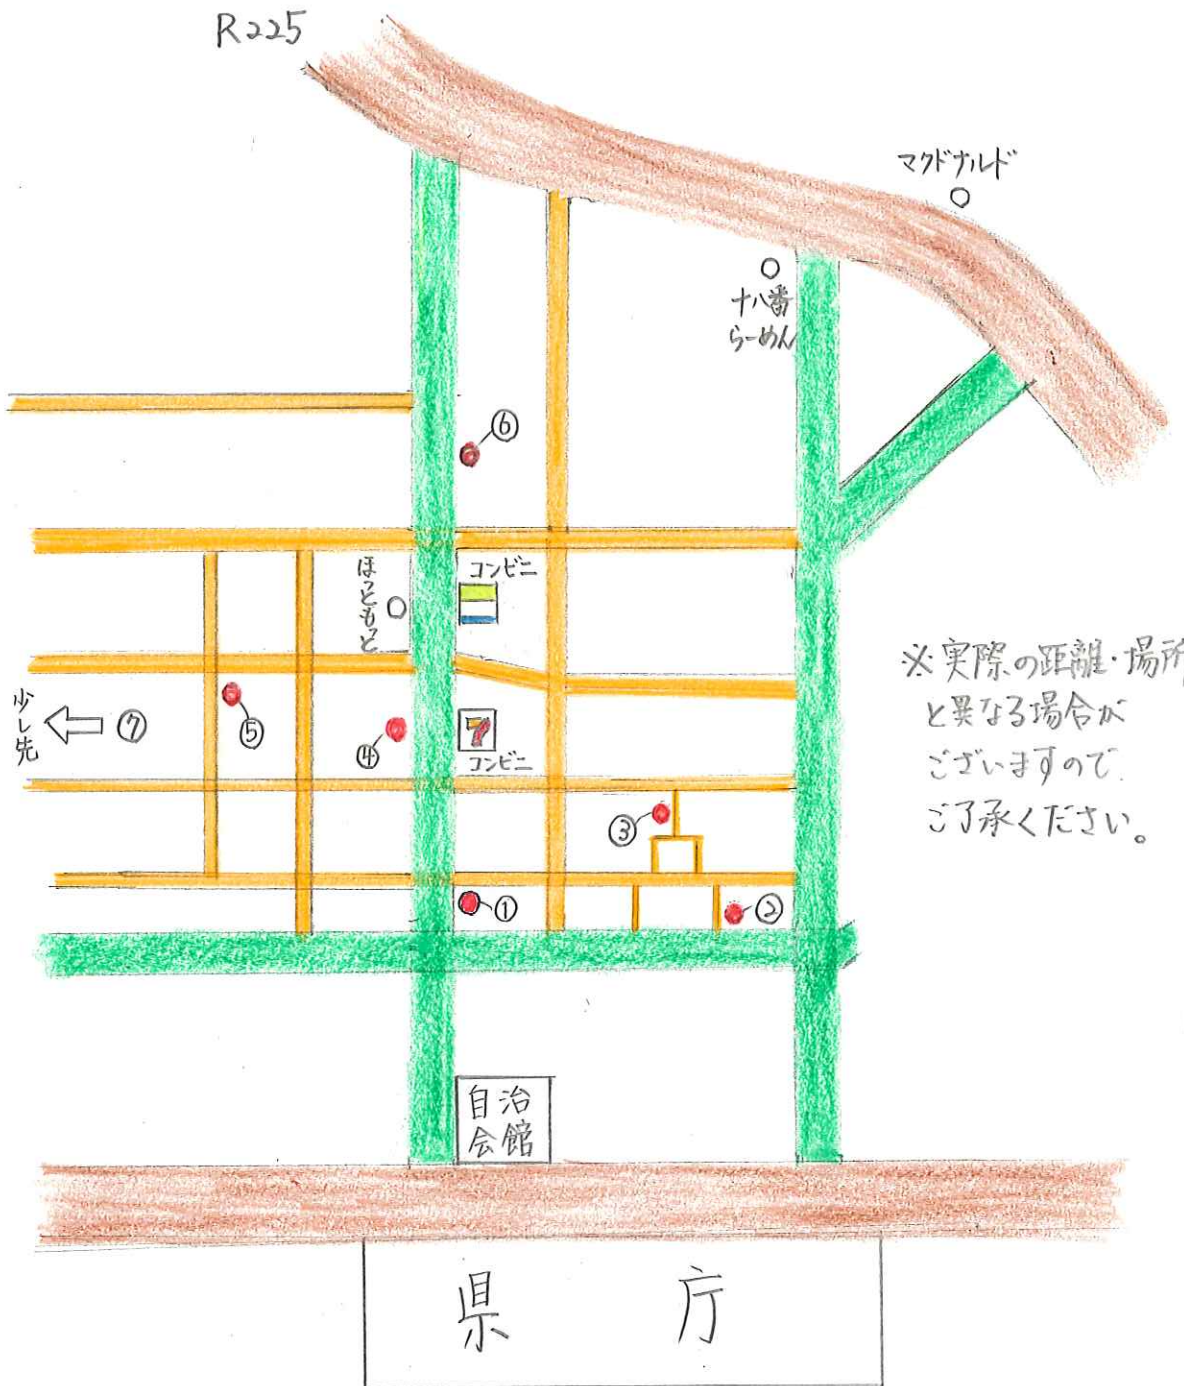 R225
マクドナルド
十八番
らーめん
⑥
コンビニ
ほっともっと
※実際の距離・場所
と異なる場合が
ございますので
ご了承ください。
少し先
⑦
⑤
④
7
コンビニ
③
①
②
自治
会館
県庁